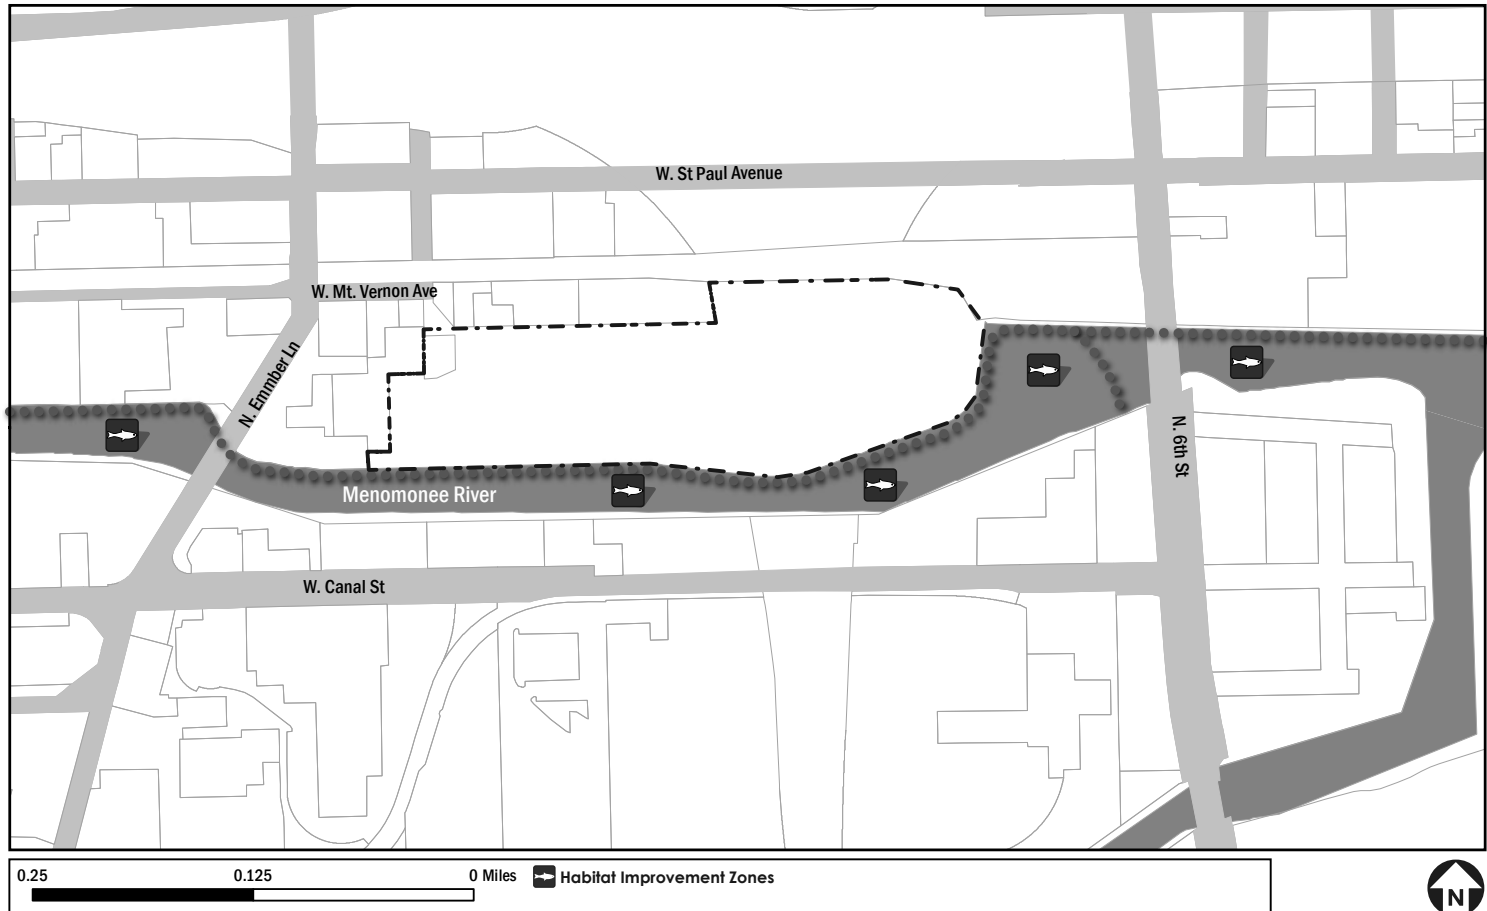 W. St Paul Avenue
W. Mt. Vernon Ave
N. Emmber Ln
N. 6th St
Menomonee River
W. Canal St
0.25 0.125 0 Miles
Habitat Improvement Zones
N